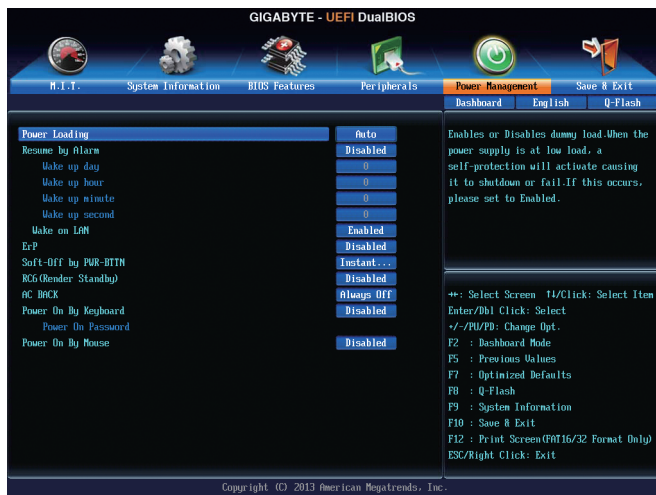 GIGABYTE - UEFI DualBIOS
M.I.T.
System Information
BIOS Features
Peripherals
Power Management
Save & Exit
Dashboard
English
Q-Flash
Power Loading Auto
Resume by Alarm Disabled
Wake up day 0
Wake up hour 0
Wake up minute 0
Wake up second 0
Wake on LAN Enabled
ErP Disabled
Soft-Off by PWR-BTTN Instant...
RC6(Render Standby) Disabled
AC BACK Always Off
Power On By Keyboard Disabled
Power On Password
Power On By Mouse Disabled
Enables or Disables dummy load.When the
power supply is at low load, a
self-protection will activate causing
it to shutdown or fail.If this occurs,
please set to Enabled.
→←: Select Screen ↑↓/Click: Select Item
Enter/Dbl Click: Select
+/-/PU/PD: Change Opt.
F2 : Dashboard Mode
F5 : Previous Values
F7 : Optimized Defaults
F8 : Q-Flash
F9 : System Information
F10 : Save & Exit
F12 : Print Screen(FAT16/32 Format Only)
ESC/Right Click: Exit
Copyright (C) 2013 American Megatrends, Inc.